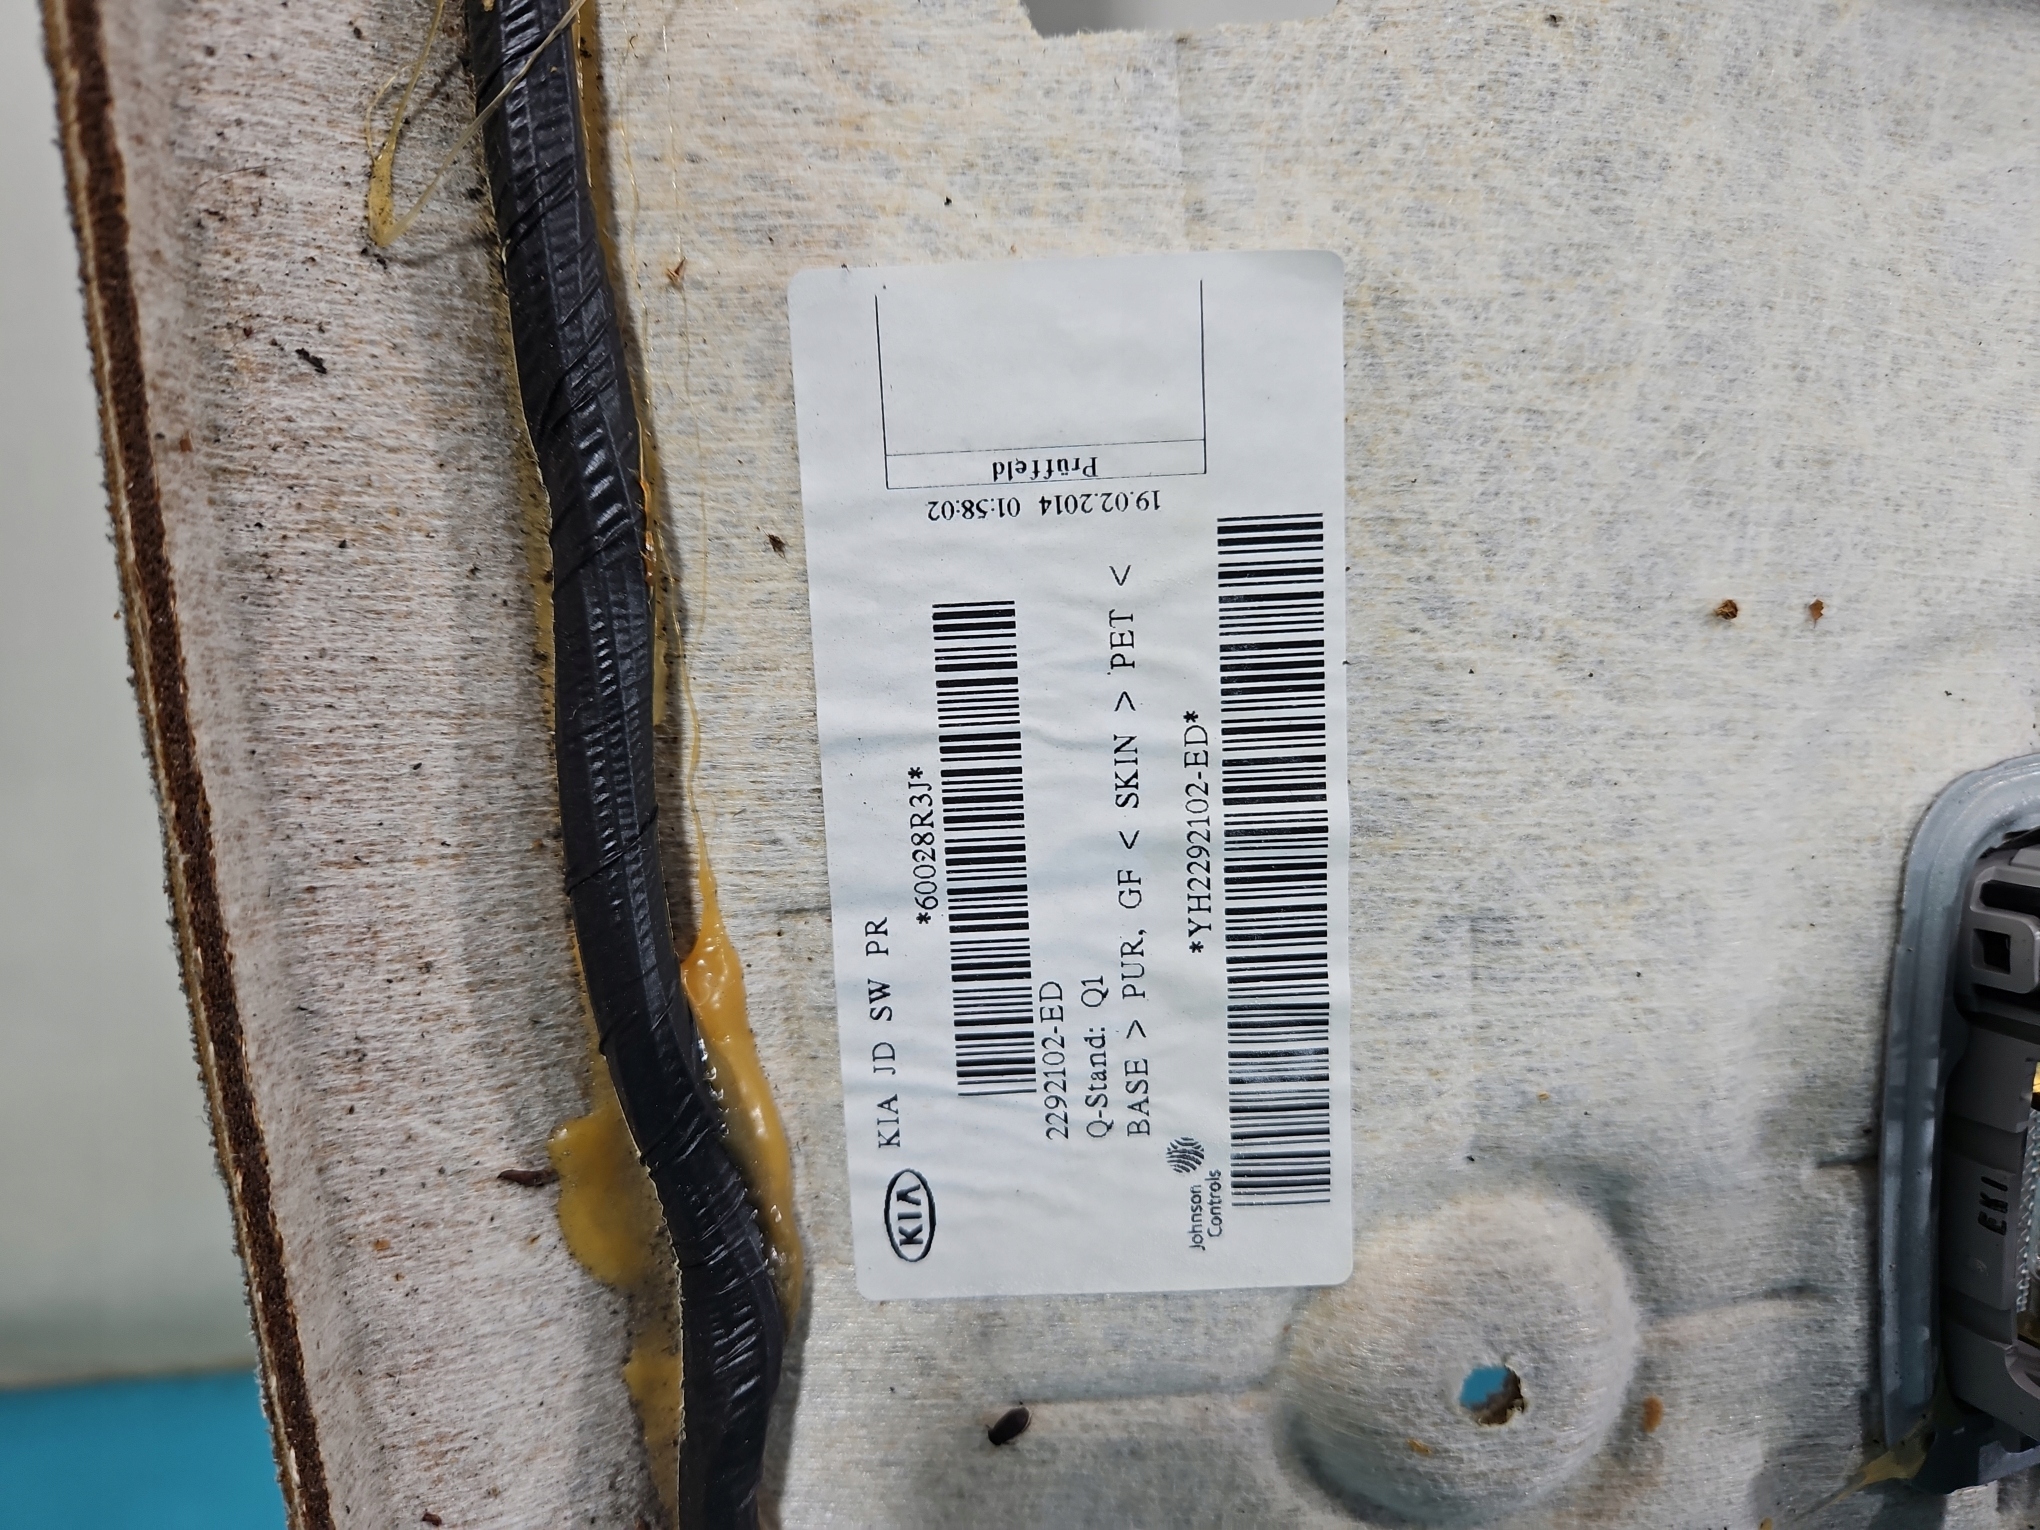 KIA
KIA JD SW PR
*60028R3J*
2292102-ED
Q-Stand: Q1
BASE > PUR, GF < SKIN > PET <
*YH2292102-ED*
Johnson
Controls
19.02.2014 01:58:02
Prüffeld
EKI